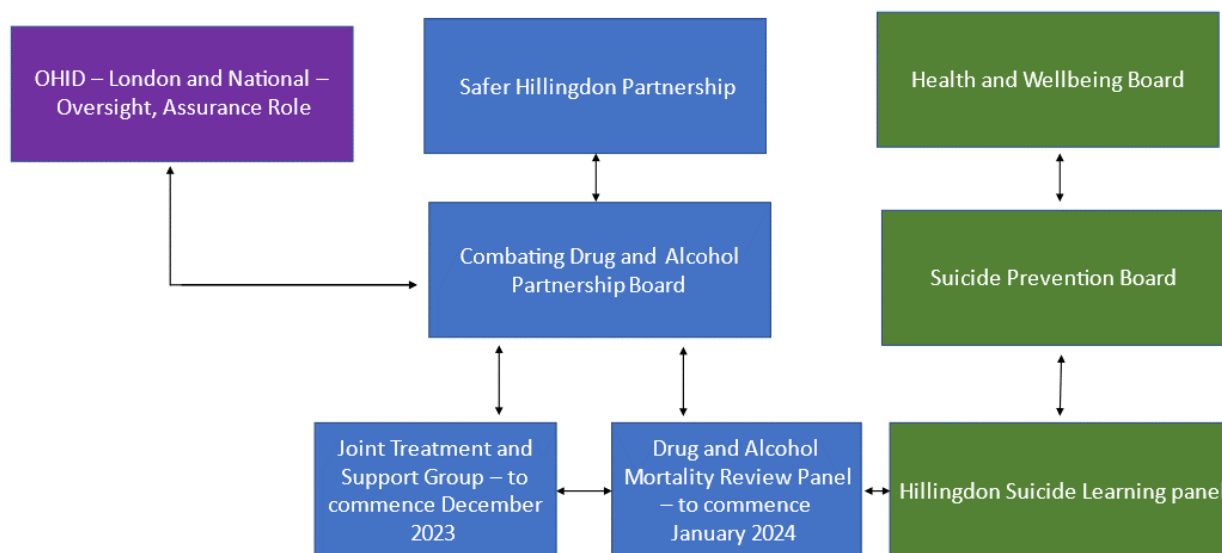 OHID – London and National –
Oversight, Assurance Role
Safer Hillingdon Partnership
Health and Wellbeing Board
Combating Drug and Alcohol
Partnership Board
Suicide Prevention Board
Joint Treatment and
Support Group – to
commence December
2023
Drug and Alcohol
Mortality Review Panel
– to commence
January 2024
Hillingdon Suicide Learning panel